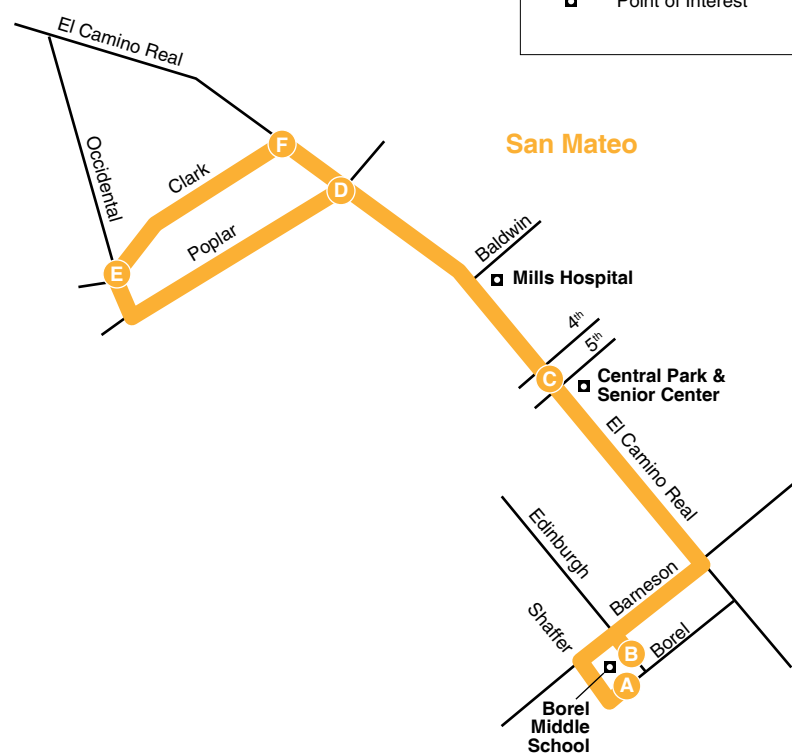 Point of Interest
El Camino Real
San Mateo
Occidental
Clark
F
D
Poplar
Baldwin
E
Mills Hospital
4th
5th
C
Central Park &
Senior Center
El Camino Real
Edinburgh
Barneson
Shaffer
Borel
B
A
Borel
Middle
School